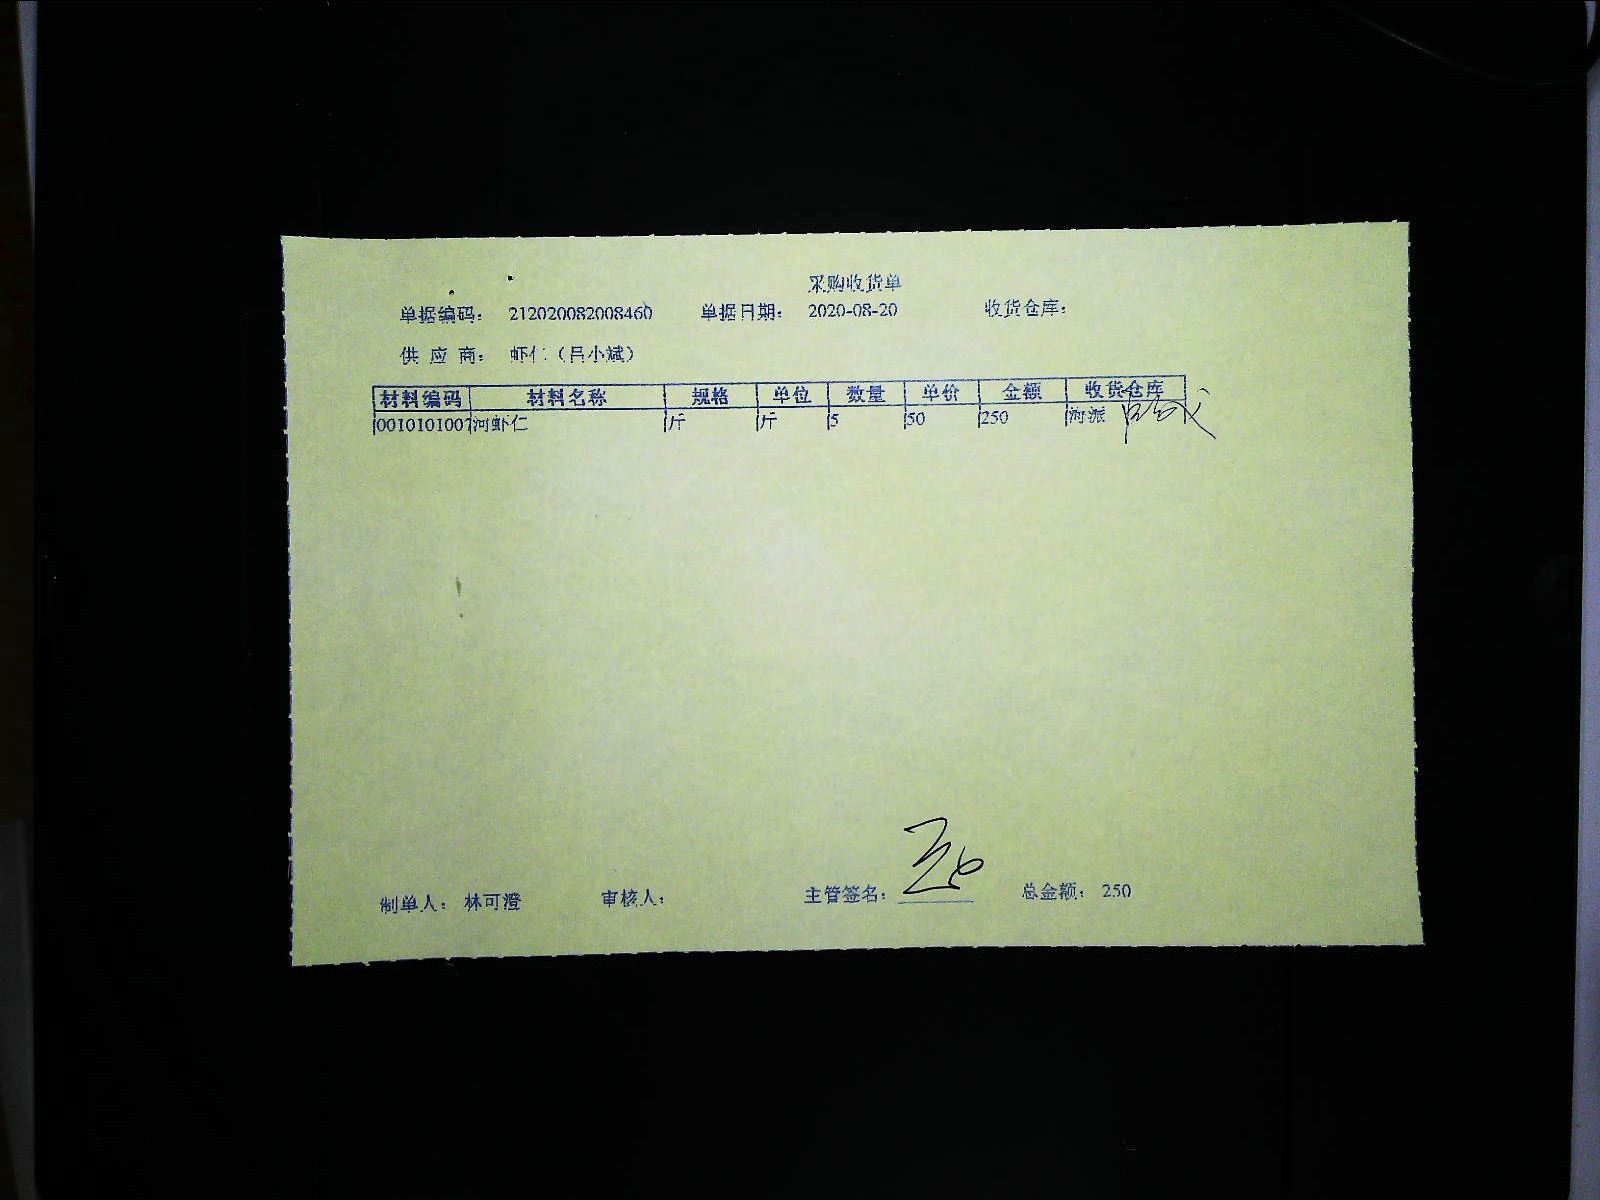 采购收货单
单据编码： 212020082008460 单据日期： 2020-08-20 收货仓库：
供 应 商： 虾仁（吕小斌）
材料编码 材料名称 规格 单位 数量 单价 金额 收货仓库
0010101007 河虾仁 斤 斤 5 50 250 河派
制单人： 林可澄 审核人： 主管签名： 总金额： 250